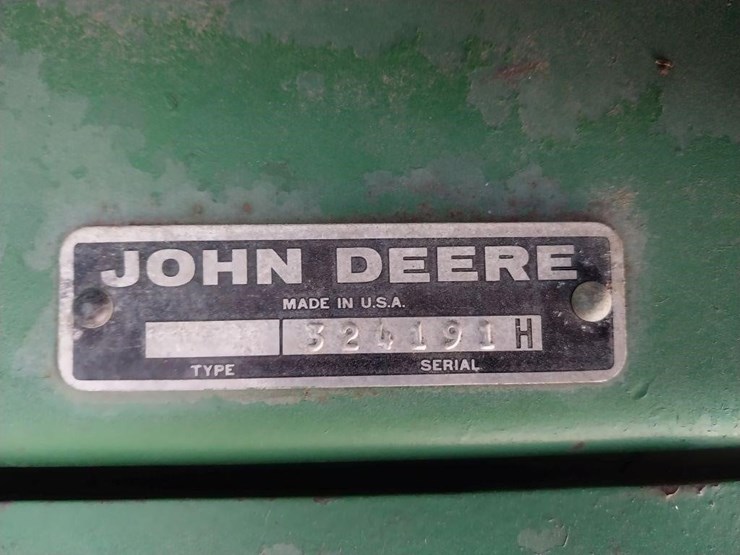 JOHN DEERE
MADE IN U.S.A.
324191H
TYPE SERIAL